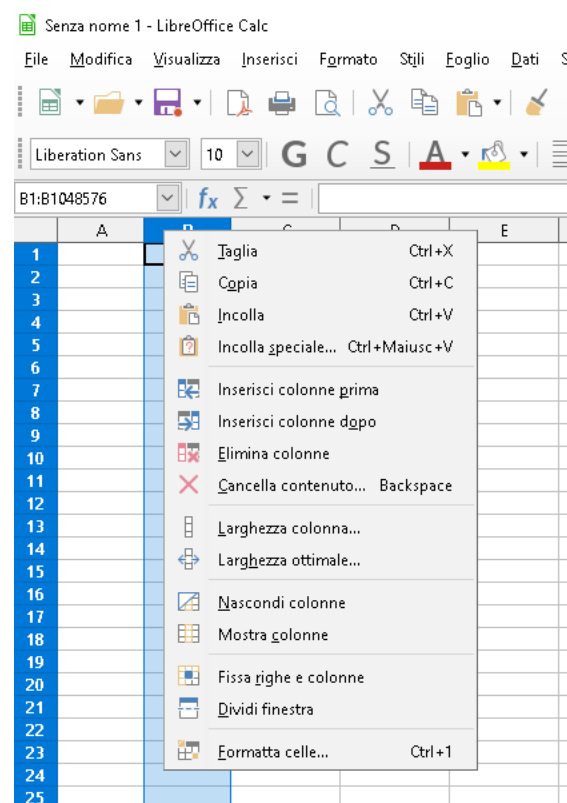 Senza nome 1 - LibreOffice Calc
File Modifica Visualizza Inserisci Formato Stili Foglio Dati S
Liberation Sans 10 G C S A
B1:B1048576 fx Σ =
A B C D E
1
2
3
4
5
6
7
8
9
10
11
12
13
14
15
16
17
18
19
20
21
22
23
24
25
Taglia Ctrl+X
Copia Ctrl+C
Incolla Ctrl+V
Incolla speciale... Ctrl+Maiusc+V
Inserisci colonne prima
Inserisci colonne dopo
Elimina colonne
Cancella contenuto... Backspace
Larghezza colonna...
Larghezza ottimale...
Nascondi colonne
Mostra colonne
Fissa righe e colonne
Dividi finestra
Formatta celle... Ctrl+1